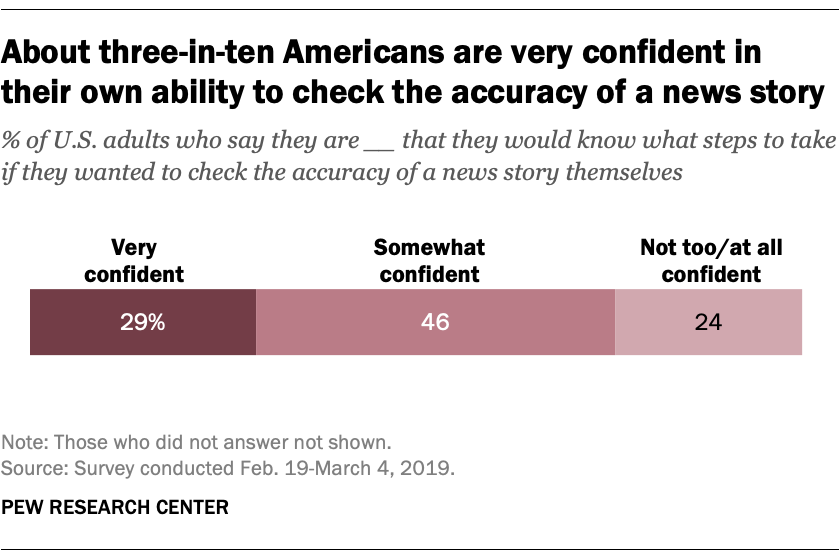 About three-in-ten Americans are very confident in
their own ability to check the accuracy of a news story
% of U.S. adults who say they are __ that they would know what steps to take
if they wanted to check the accuracy of a news story themselves
Very
confident
Somewhat
confident
Not too/at all
confident
29%
46
24
Note: Those who did not answer not shown.
Source: Survey conducted Feb. 19-March 4, 2019.
PEW RESEARCH CENTER